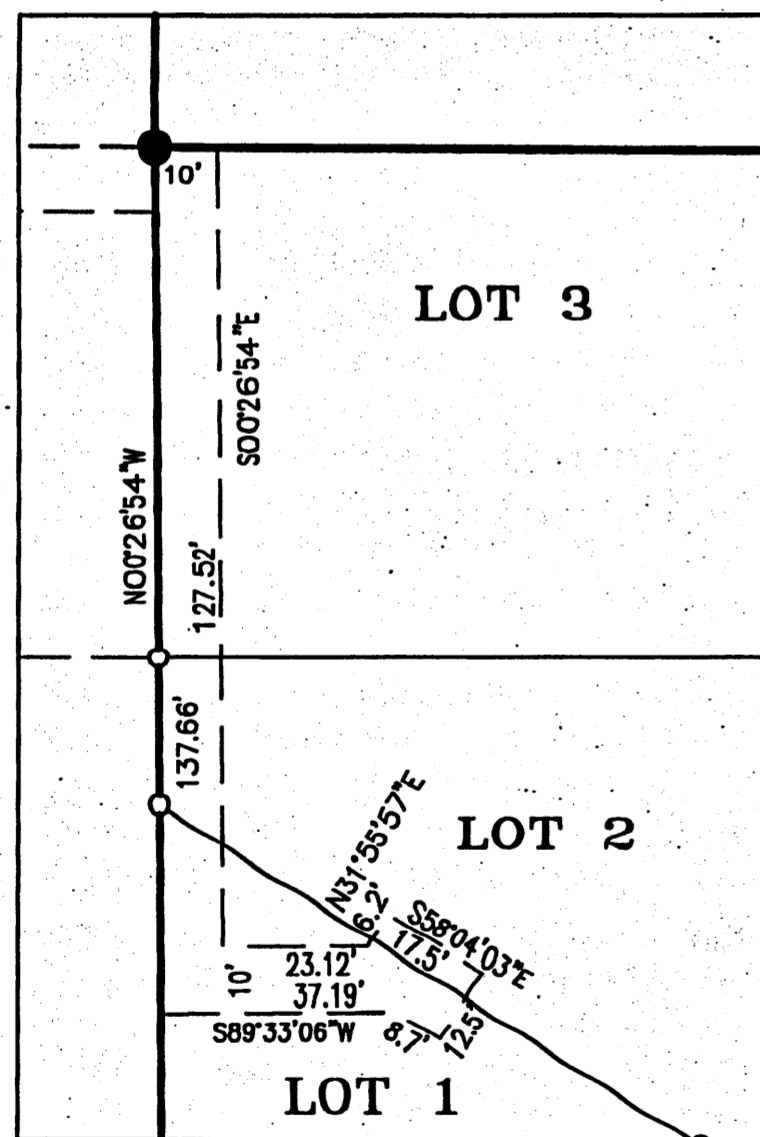 10'
LOT 3
S00°26'54"E
N00°26'54"W
127.52'
137.66'
LOT 2
N31°55'57"E
6.2'
S58°04'03"E
17.5'
23.12'
10'
37.19'
S89°33'06"W
8.7'
12.5'
LOT 1